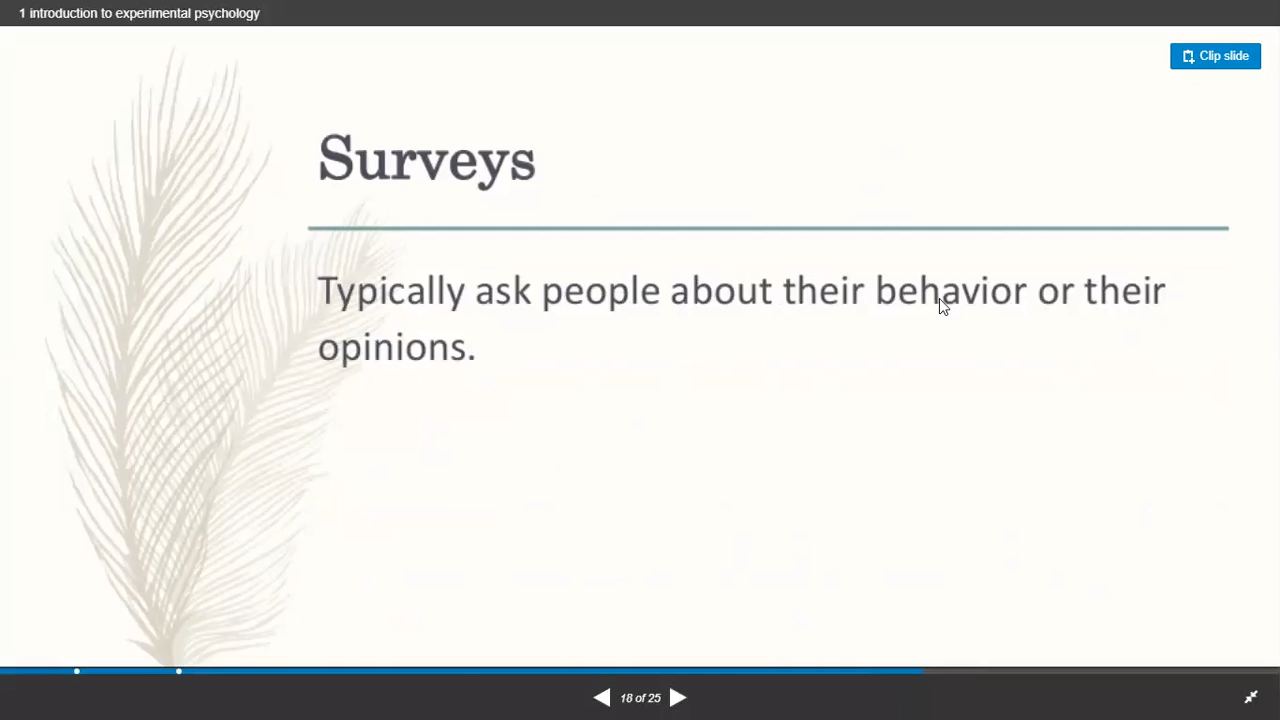 1 introduction to experimental psychology
Clip slide
Surveys
Typically ask people about their behavior or their
opinions.
18 of 25